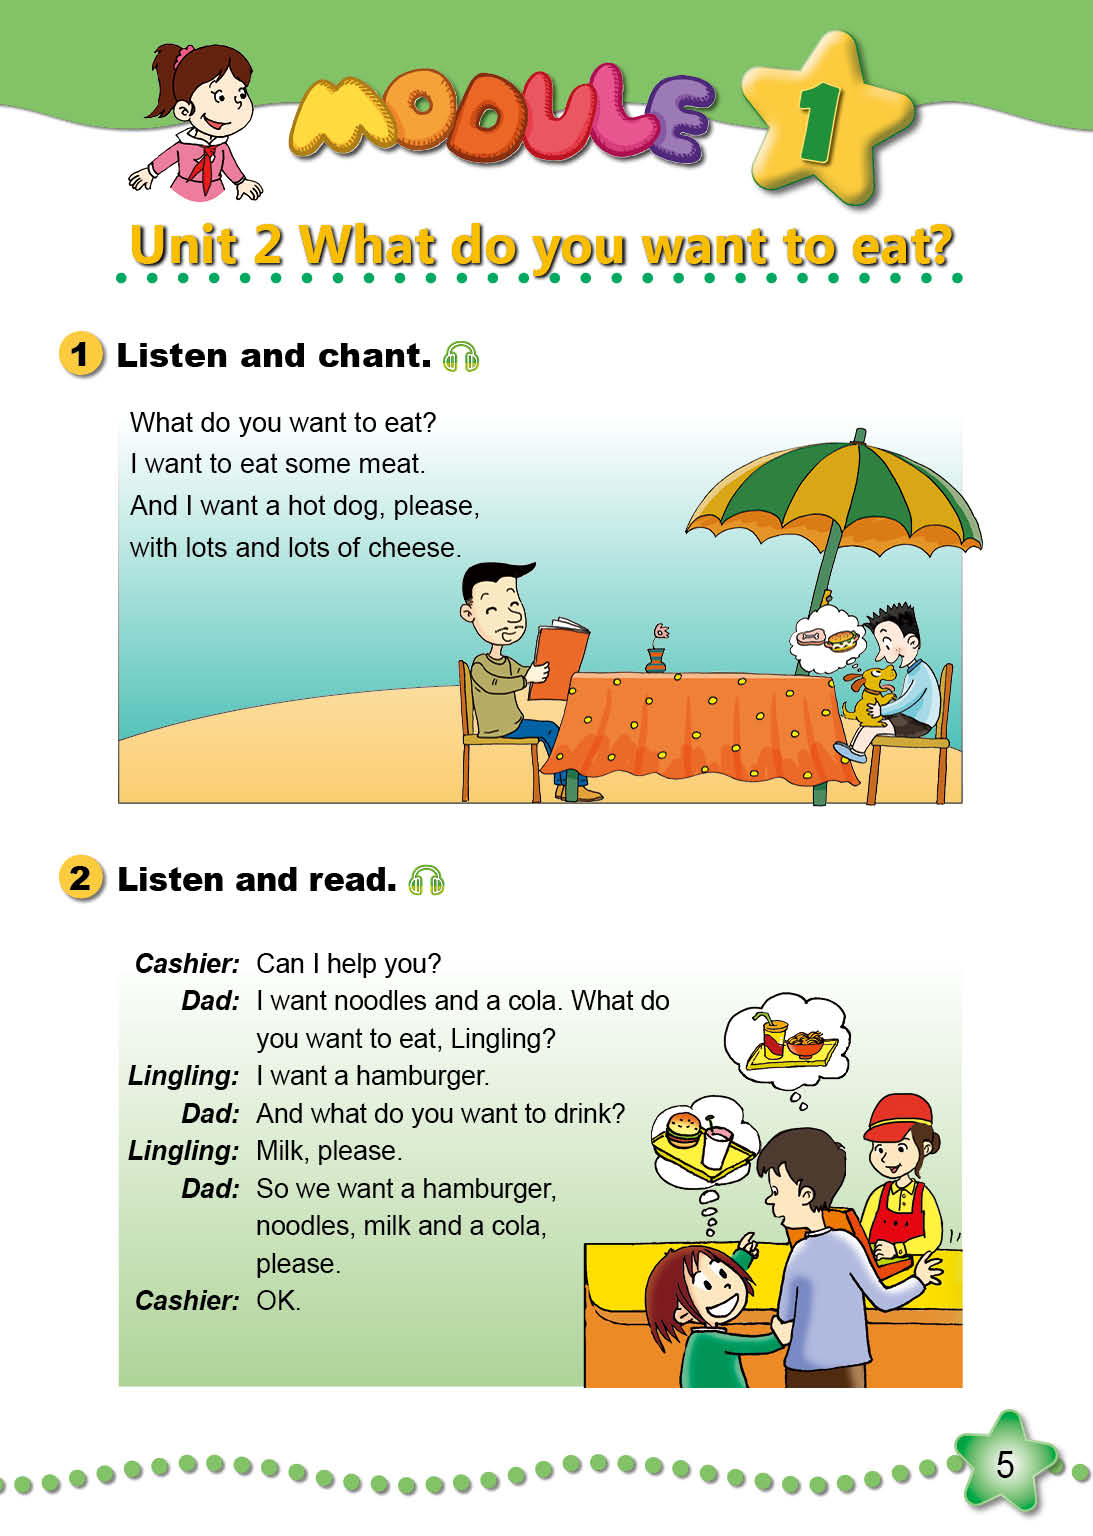 MODULE 1
Unit 2 What do you want to eat?
1 Listen and chant.
What do you want to eat?
I want to eat some meat.
And I want a hot dog, please,
with lots and lots of cheese.
2 Listen and read.
Cashier: Can I help you?
Dad: I want noodles and a cola. What do
you want to eat, Lingling?
Lingling: I want a hamburger.
Dad: And what do you want to drink?
Lingling: Milk, please.
Dad: So we want a hamburger,
noodles, milk and a cola,
please.
Cashier: OK.
5